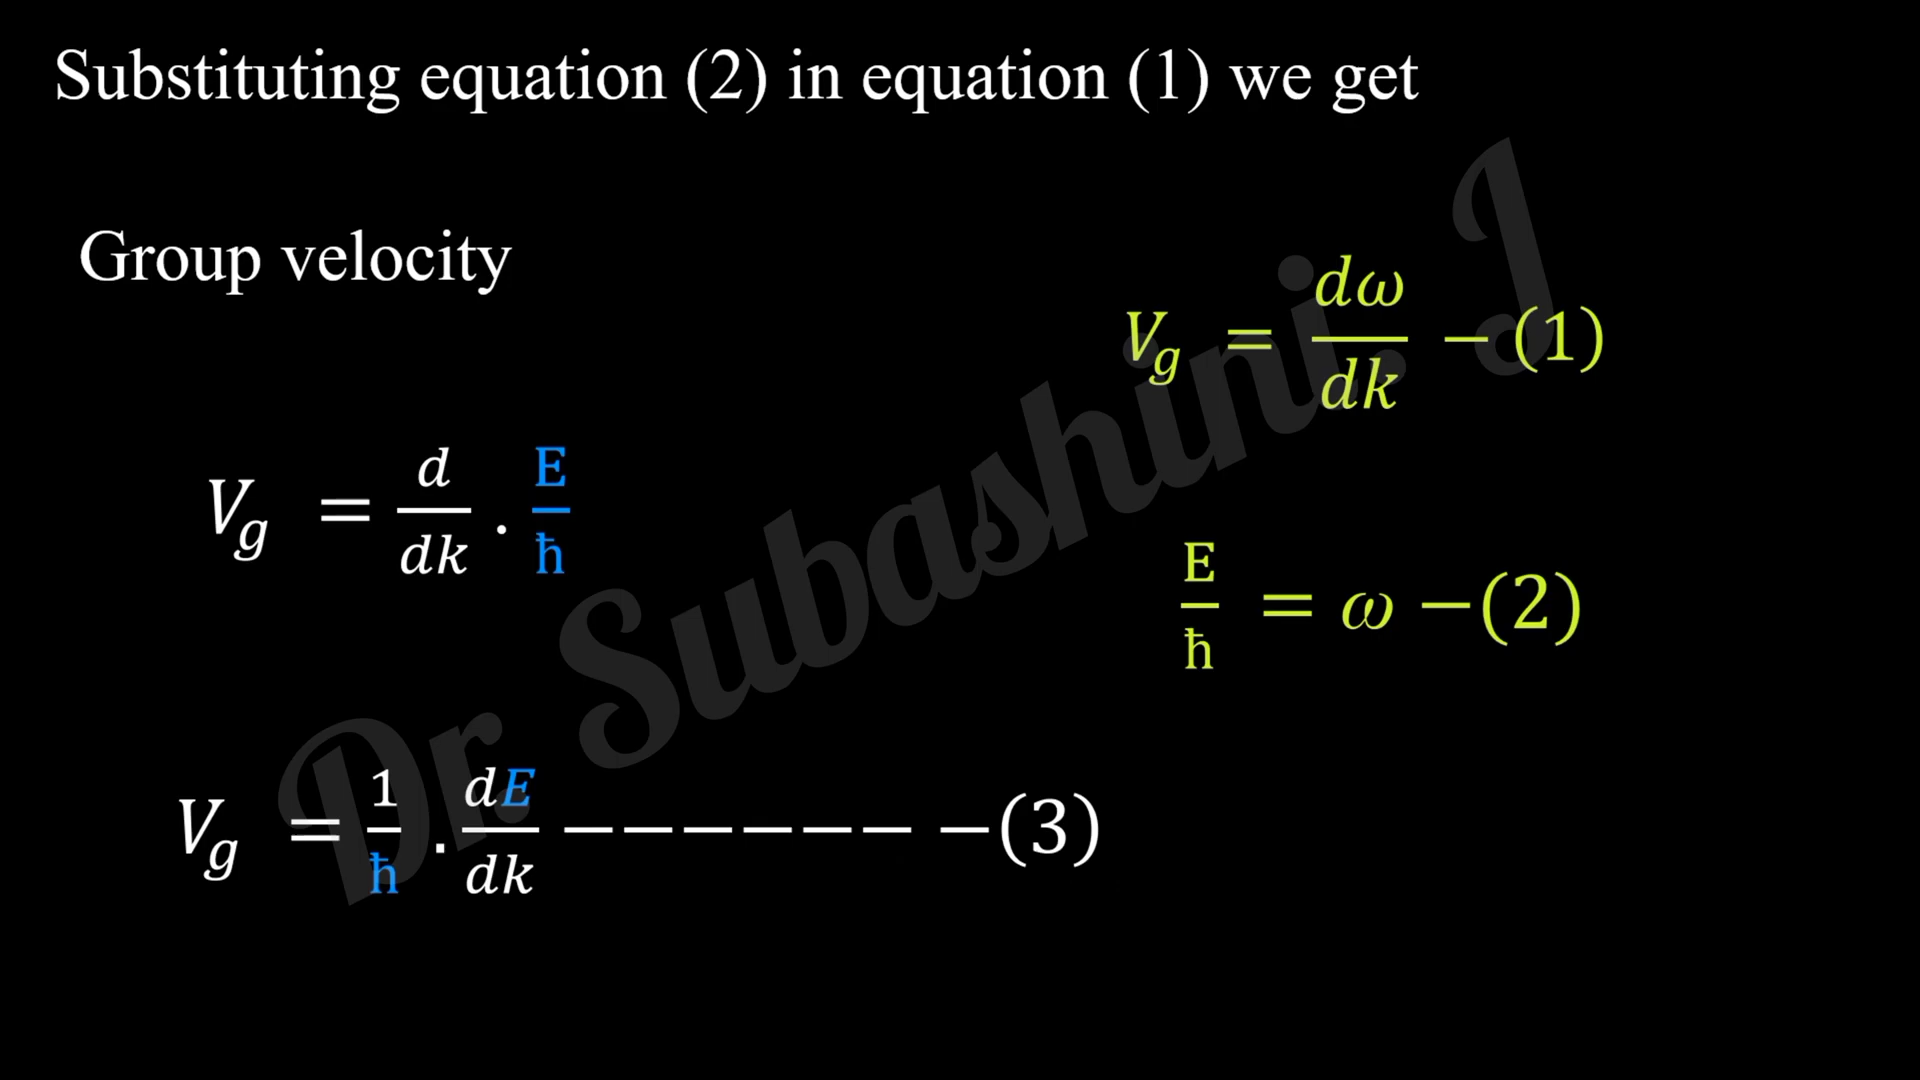 Substituting equation (2) in equation (1) we get
Group velocity
V_g = dω/dk − (1)
V_g = d/dk . E/ħ
E/ħ = ω −(2)
V_g = 1/ħ . dE/dk − − − − − − − (3)
Dr. Subashini. J